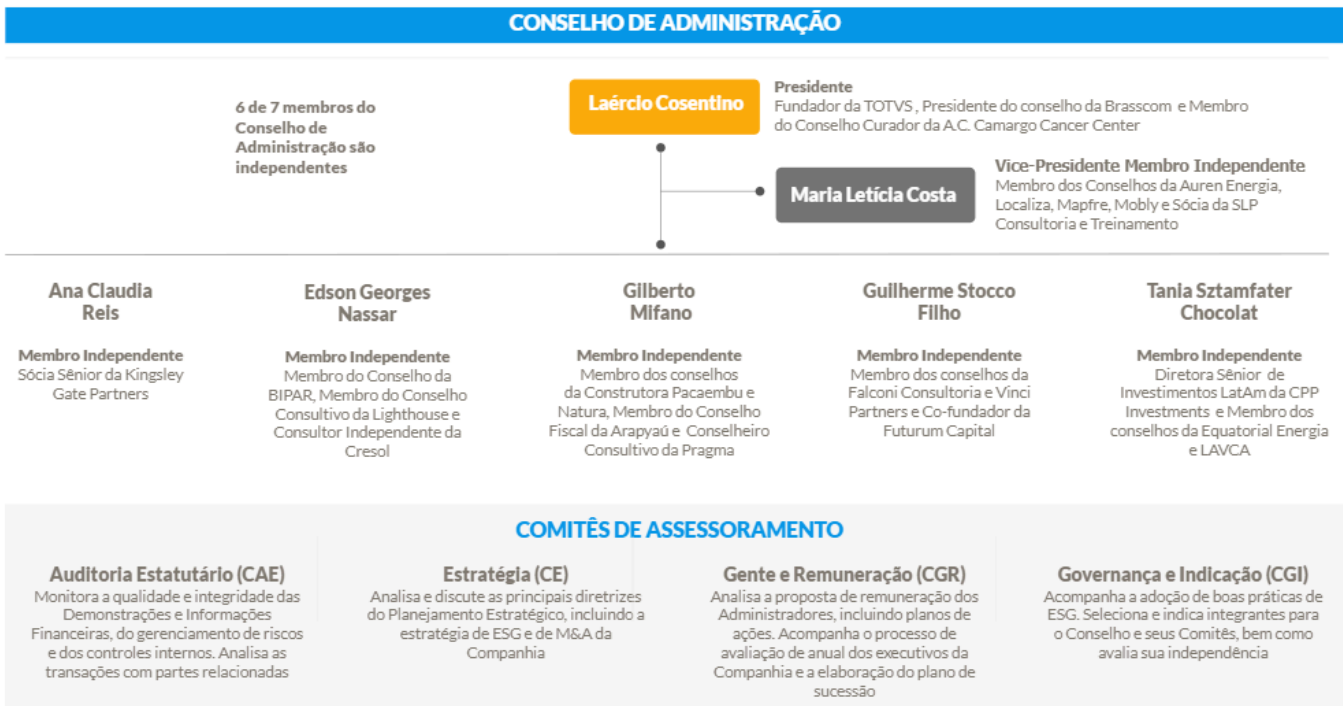 CONSELHO DE ADMINISTRAÇÃO
6 de 7 membros do
Conselho de
Administração são
independentes
Laércio Cosentino
Presidente
Fundador da TOTVS , Presidente do conselho da Brasscom e Membro
do Conselho Curador da A.C. Camargo Cancer Center
Maria Letícia Costa
Vice-Presidente Membro Independente
Membro dos Conselhos da Auren Energia,
Localiza, Mapfre, Mobly e Sócia da SLP
Consultoria e Treinamento
Ana Claudia
Reis
Membro Independente
Sócia Sênior da Kingsley
Gate Partners
Edson Georges
Nassar
Membro Independente
Membro do Conselho da
BIPAR, Membro do Conselho
Consultivo da Lighthouse e
Consultor Independente da
Cresol
Gilberto
Mifano
Membro Independente
Membro dos conselhos
da Construtora Pacaembu e
Natura, Membro do Conselho
Fiscal da Arapyaú e Conselheiro
Consultivo da Pragma
Guilherme Stocco
Filho
Membro Independente
Membro dos conselhos da
Falconi Consultoria e Vinci
Partners e Co-fundador da
Futurum Capital
Tania Sztamfater
Chocolat
Membro Independente
Diretora Sênior de
Investimentos LatAm da CPP
Investments e Membro dos
conselhos da Equatorial Energia
e LAVCA
COMITÊS DE ASSESSORAMENTO
Auditoria Estatutário (CAE)
Monitora a qualidade e integridade das
Demonstrações e Informações
Financeiras, do gerenciamento de riscos
e dos controles internos. Analisa as
transações com partes relacionadas
Estratégia (CE)
Analisa e discute as principais diretrizes
do Planejamento Estratégico, incluindo a
estratégia de ESG e de M&A da
Companhia
Gente e Remuneração (CGR)
Analisa a proposta de remuneração dos
Administradores, incluindo planos de
ações. Acompanha o processo de
avaliação de anual dos executivos da
Companhia e a elaboração do plano de
sucessão
Governança e Indicação (CGI)
Acompanha a adoção de boas práticas de
ESG. Seleciona e indica integrantes para
o Conselho e seus Comitês, bem como
avalia sua independência